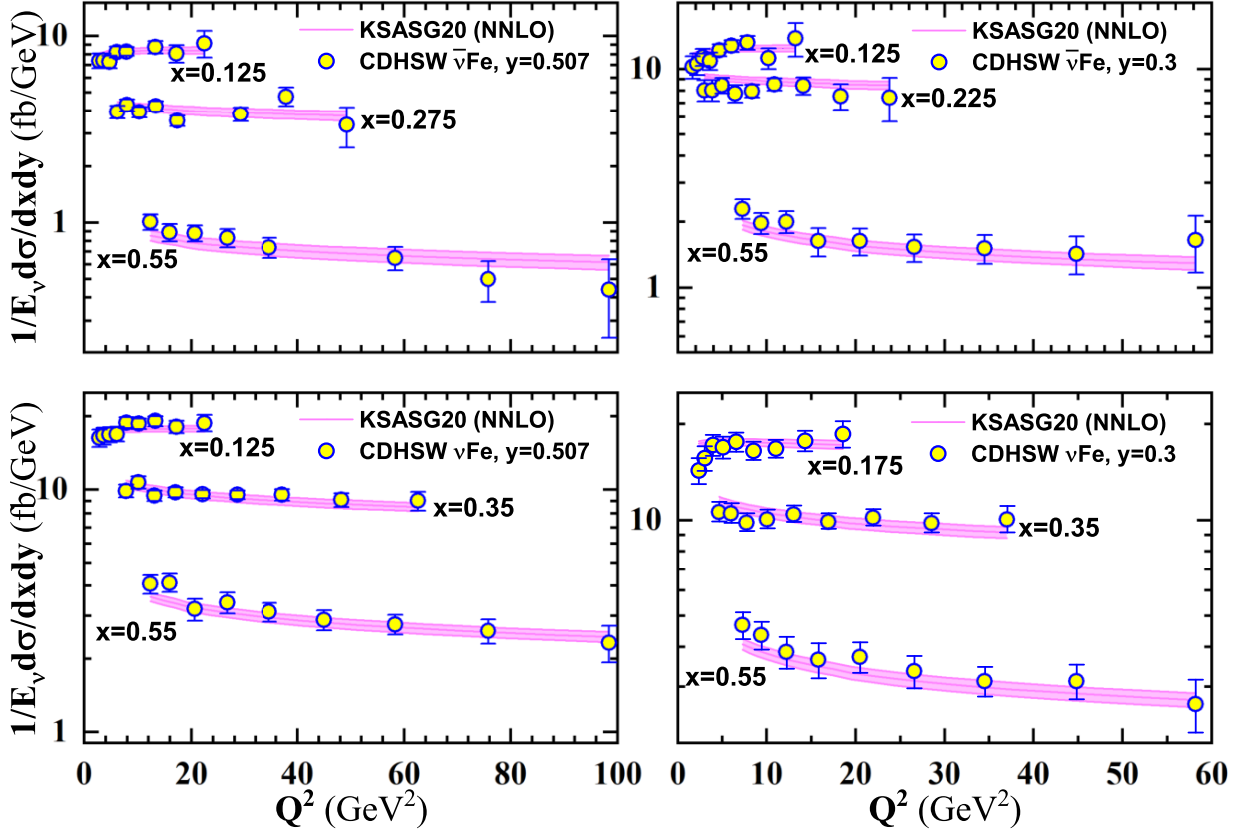 KSASG20 (NNLO)
CDHSW ν̄Fe, y=0.507
x=0.125
x=0.275
x=0.55
10
1
1/Eνdσ/dxdy (fb/GeV)
KSASG20 (NNLO)
CDHSW ν̄Fe, y=0.3
x=0.125
x=0.225
x=0.55
10
1
KSASG20 (NNLO)
CDHSW νFe, y=0.507
x=0.125
x=0.35
x=0.55
10
1
1/Eνdσ/dxdy (fb/GeV)
0 20 40 60 80 100
Q² (GeV²)
KSASG20 (NNLO)
CDHSW νFe, y=0.3
x=0.175
x=0.35
x=0.55
10
0 10 20 30 40 50 60
Q² (GeV²)